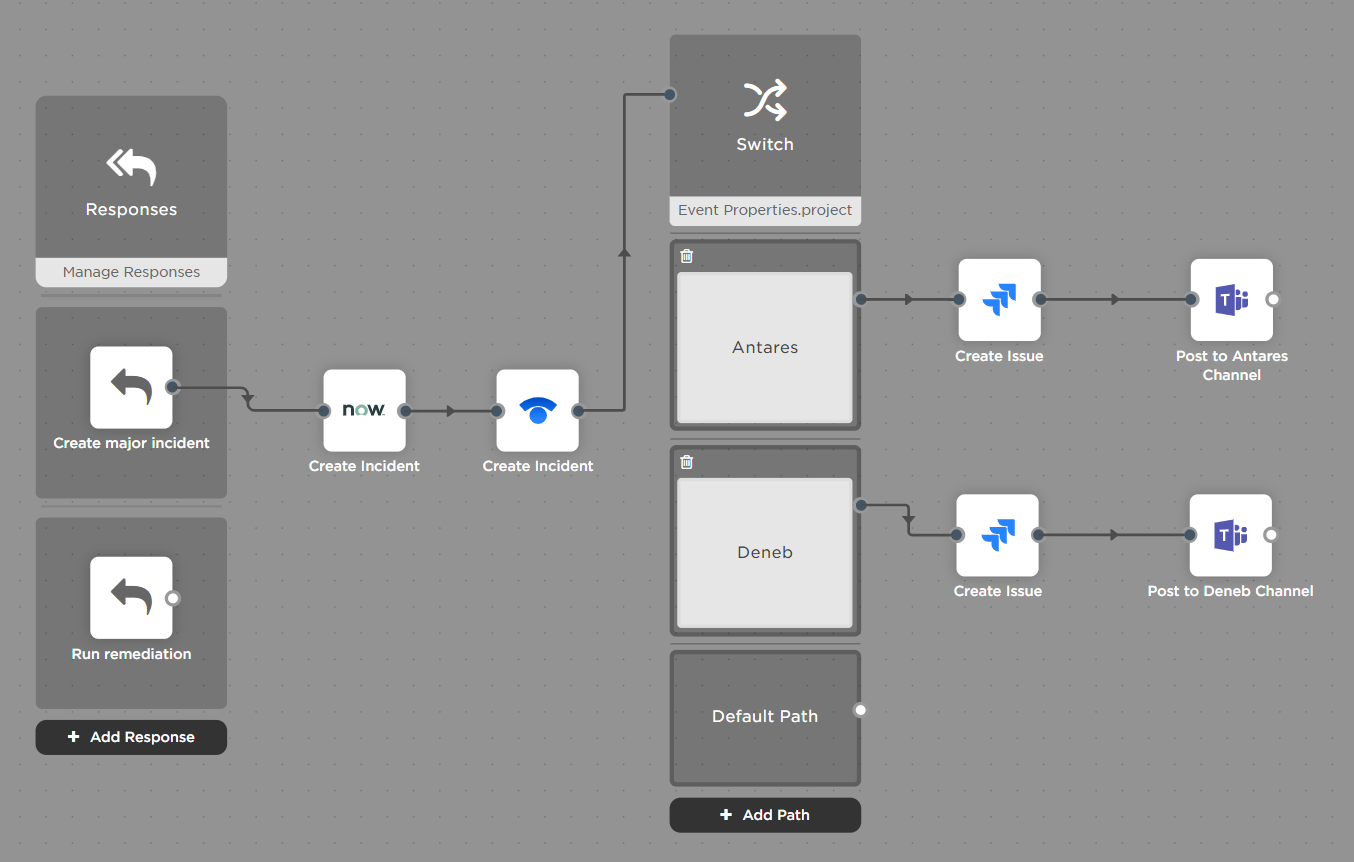 Responses
Manage Responses
Create major incident
Run remediation
+ Add Response
now
Create Incident
Create Incident
Switch
Event Properties.project
Antares
Deneb
Default Path
+ Add Path
Create Issue
T
Post to Antares
Channel
Create Issue
T
Post to Deneb Channel